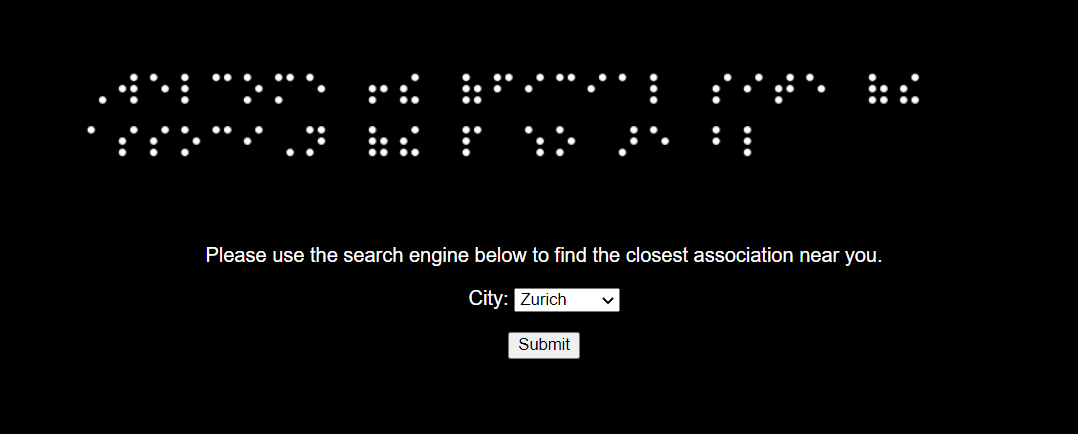 ⠠⠺⠑⠇⠉⠕⠍⠑ ⠖⠮ ⠷⠋⠊⠉⠊⠁⠇ ⠎⠊⠞⠑ ⠷⠮
⠁⠎⠎⠕⠉⠊⠠⠝ ⠷⠮ ⠏ ⠱⠕ ⠜⠑ ⠃⠇
Please use the search engine below to find the closest association near you.
City: Zurich
Submit